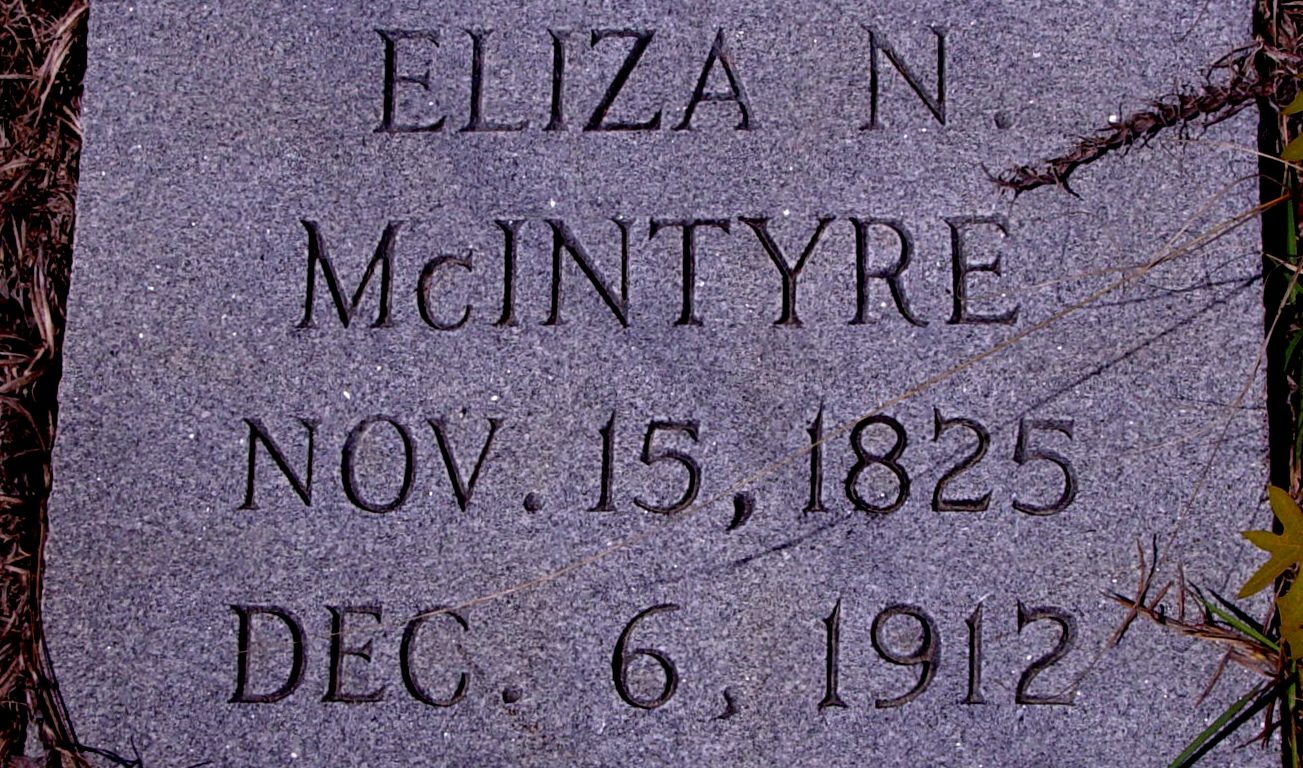 ELIZA N.
McINTYRE
NOV. 15, 1825
DEC. 6, 1912